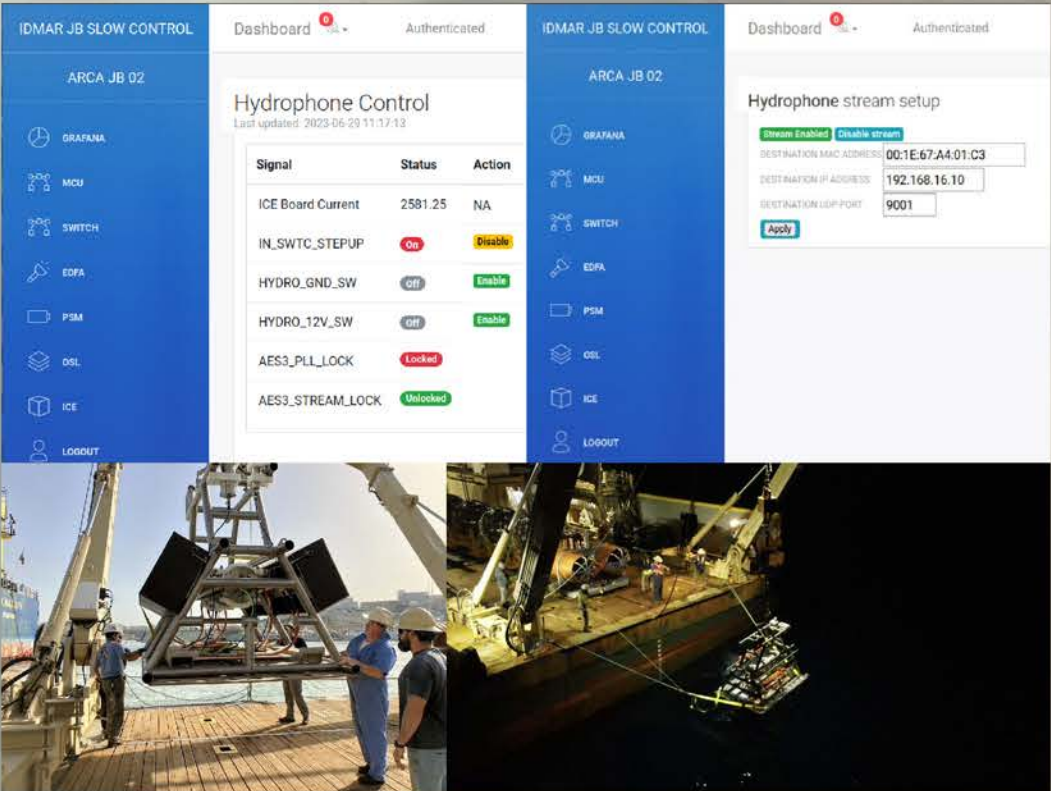 IDMAR JB SLOW CONTROL
ARCA JB 02
GRAFANA
MCU
SWITCH
EDFA
PSM
OSL
ICE
LOGOUT
Dashboard 0
Authenticated
Hydrophone Control
Last updated: 2023-06-29 11:17:13
Signal Status Action
ICE Board Current 2581.25 NA
IN_SWTC_STEPUP On Disable
HYDRO_GND_SW Off Enable
HYDRO_12V_SW Off Enable
AES3_PLL_LOCK Locked
AES3_STREAM_LOCK Unlocked
IDMAR JB SLOW CONTROL
ARCA JB 02
GRAFANA
MCU
SWITCH
EDFA
PSM
OSL
ICE
LOGOUT
Dashboard 0
Authenticated
Hydrophone stream setup
Stream Enabled Disable stream
DESTINATION MAC ADDRESS 00:1E:67:A4:01:C3
DESTINATION IP ADDRESS 192.168.16.10
DESTINATION UDP PORT 9001
Apply